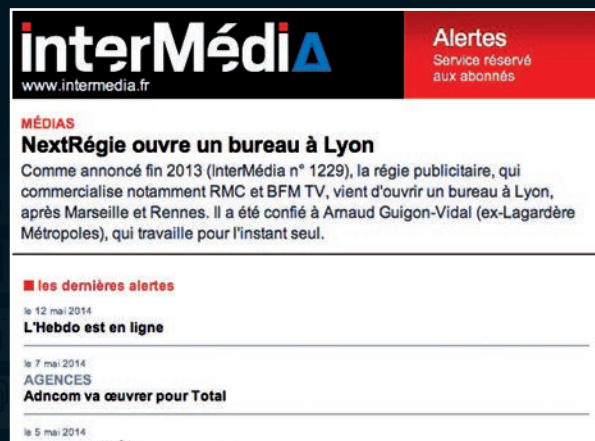 interMédia
www.intermedia.fr
Alertes
Service réservé
aux abonnés
MÉDIAS
NextRégie ouvre un bureau à Lyon
Comme annoncé fin 2013 (InterMédia n° 1229), la régie publicitaire, qui
commercialise notamment RMC et BFM TV, vient d'ouvrir un bureau à Lyon,
après Marseille et Rennes. Il a été confié à Arnaud Guigon-Vidal (ex-Lagardère
Métropoles), qui travaille pour l'instant seul.
les dernières alertes
le 12 mai 2014
L'Hebdo est en ligne
le 7 mai 2014
AGENCES
Adncom va œuvrer pour Total
le 5 mai 2014